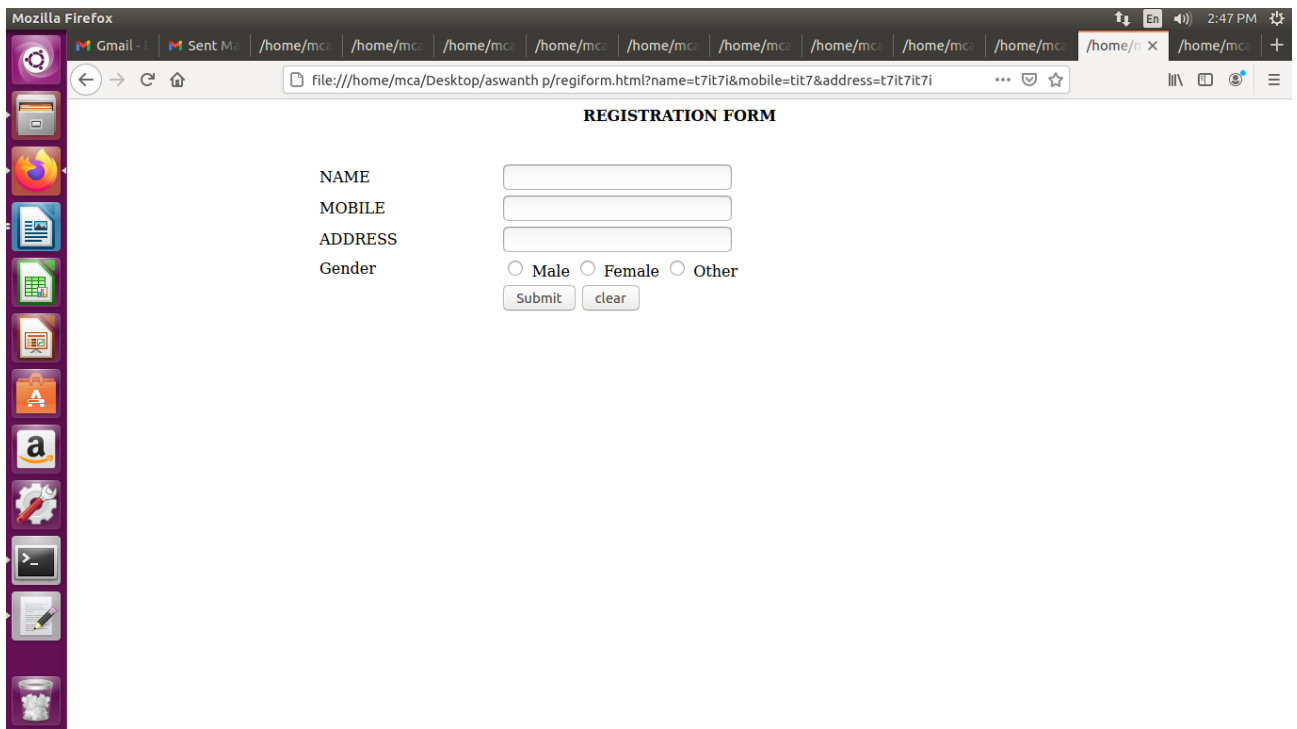 Mozilla Firefox En 2:47 PM
Gmail - Sent Ma /home/mca /home/mca /home/mca /home/mca /home/mca /home/mca /home/mca /home/mca /home/mca /home/m /home/mca
file:///home/mca/Desktop/aswanth p/regiform.html?name=t7it7i&mobile=tit7&address=t7it7it7i
REGISTRATION FORM
NAME
MOBILE
ADDRESS
Gender Male Female Other
Submit clear